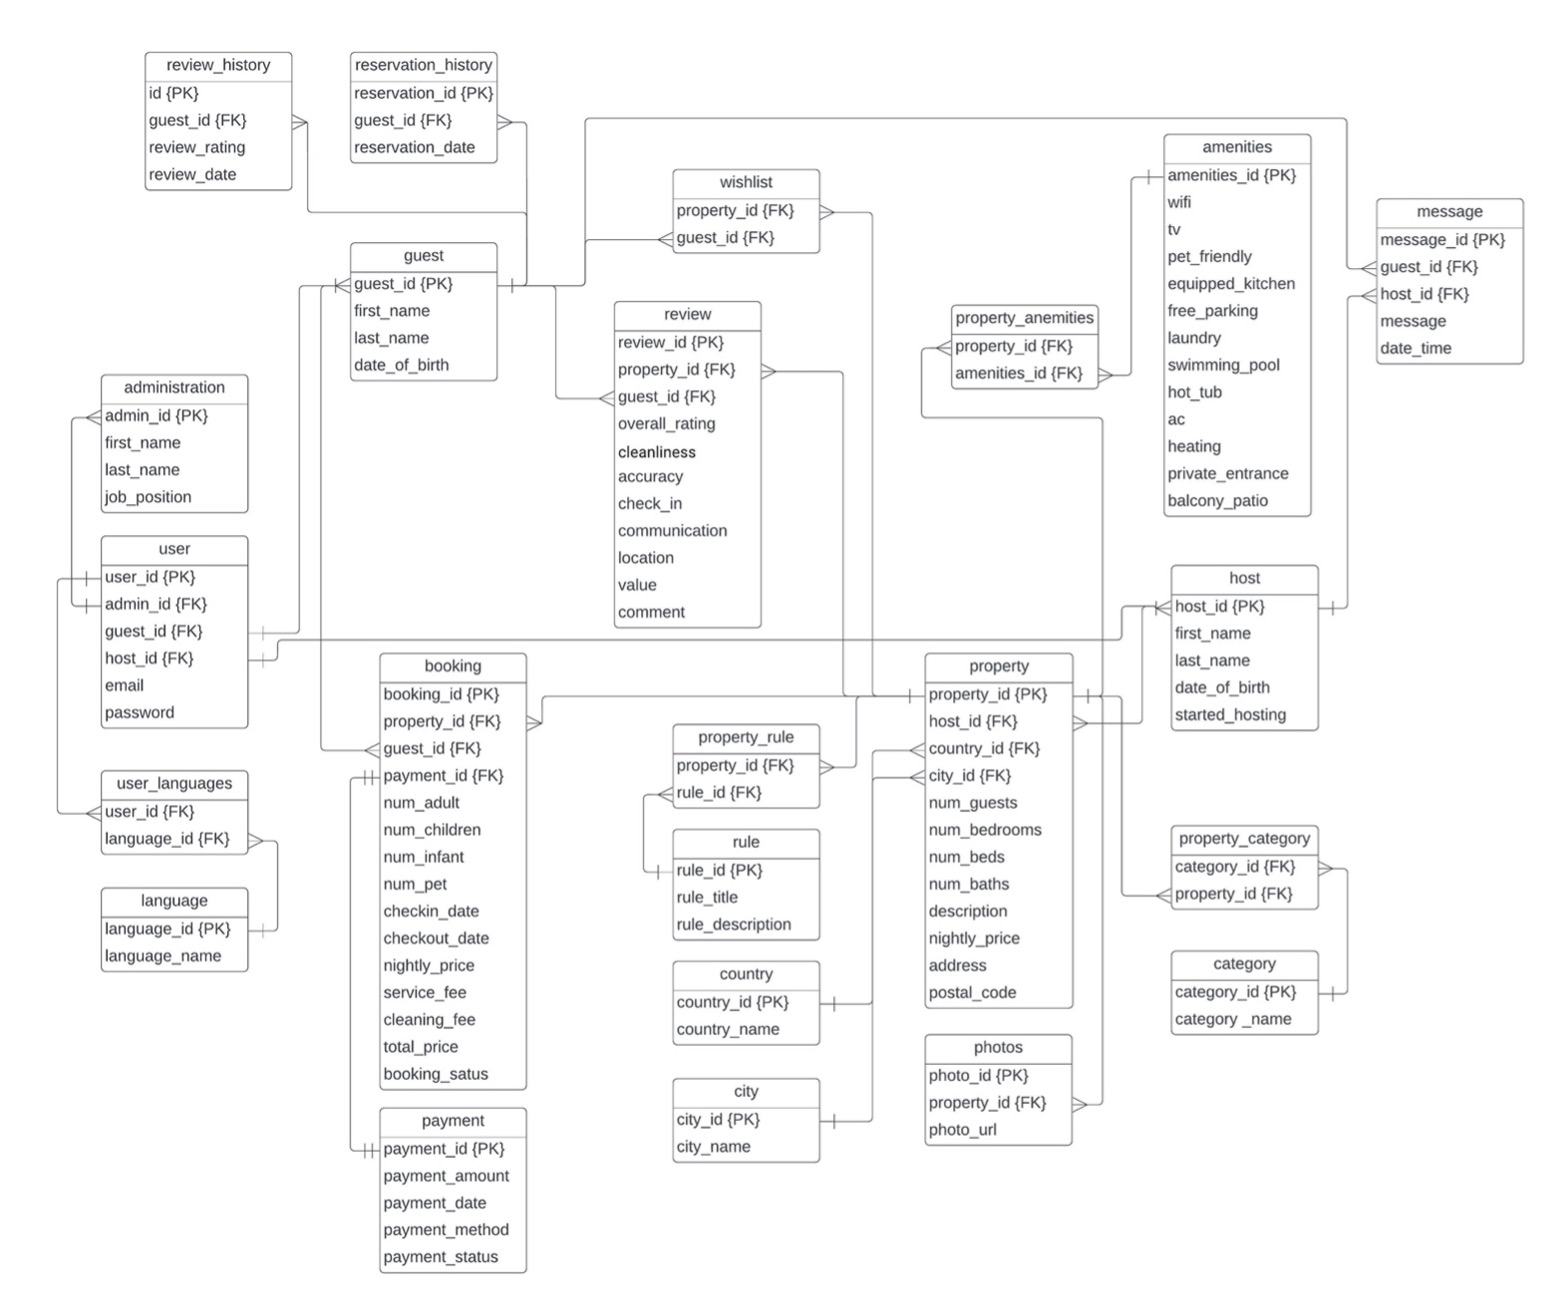 review_history
id {PK}
guest_id {FK}
review_rating
review_date
reservation_history
reservation_id {PK}
guest_id {FK}
reservation_date
wishlist
property_id {FK}
guest_id {FK}
amenities
amenities_id {PK}
wifi
tv
pet_friendly
equipped_kitchen
free_parking
laundry
swimming_pool
hot_tub
ac
heating
private_entrance
balcony_patio
message
message_id {PK}
guest_id {FK}
host_id {FK}
message
date_time
guest
guest_id {PK}
first_name
last_name
date_of_birth
review
review_id {PK}
property_id {FK}
guest_id {FK}
overall_rating
cleanliness
accuracy
check_in
communication
location
value
comment
property_anemities
property_id {FK}
amenities_id {FK}
administration
admin_id {PK}
first_name
last_name
job_position
user
user_id {PK}
admin_id {FK}
guest_id {FK}
host_id {FK}
email
password
host
host_id {PK}
first_name
last_name
date_of_birth
started_hosting
booking
booking_id {PK}
property_id {FK}
guest_id {FK}
payment_id {FK}
num_adult
num_children
num_infant
num_pet
checkin_date
checkout_date
nightly_price
service_fee
cleaning_fee
total_price
booking_satus
property
property_id {PK}
host_id {FK}
country_id {FK}
city_id {FK}
num_guests
num_bedrooms
num_beds
num_baths
description
nightly_price
address
postal_code
property_rule
property_id {FK}
rule_id {FK}
user_languages
user_id {FK}
language_id {FK}
rule
rule_id {PK}
rule_title
rule_description
property_category
category_id {FK}
property_id {FK}
language
language_id {PK}
language_name
country
country_id {PK}
country_name
category
category_id {PK}
category _name
photos
photo_id {PK}
property_id {FK}
photo_url
city
city_id {PK}
city_name
payment
payment_id {PK}
payment_amount
payment_date
payment_method
payment_status